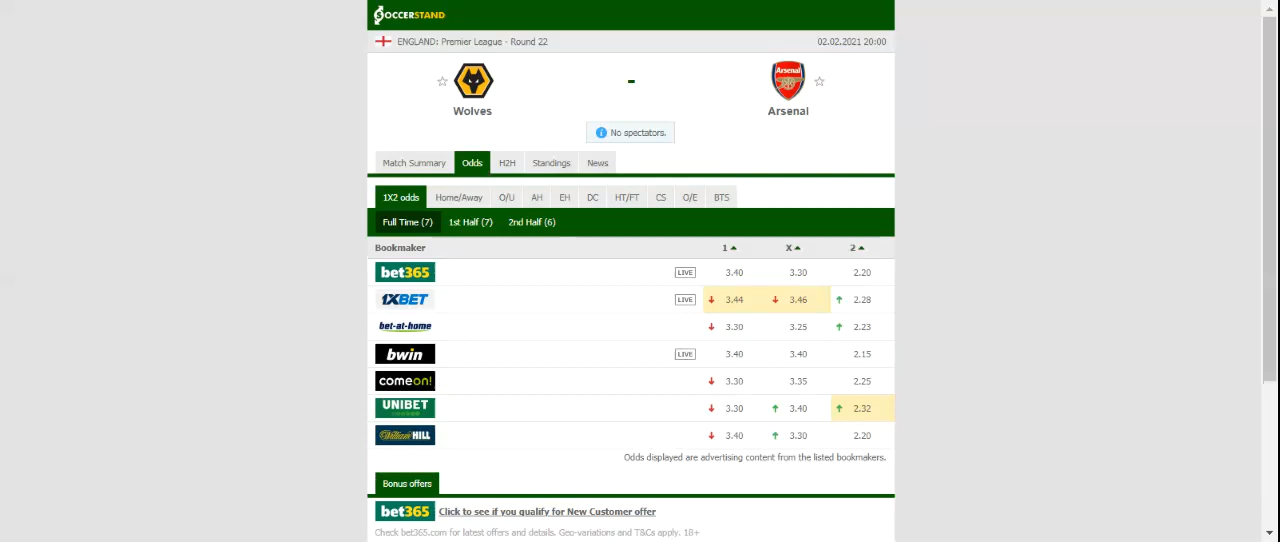 SOCCERSTAND
ENGLAND: Premier League - Round 22 02.02.2021 20:00
-
Arsenal
Wolves Arsenal
No spectators.
Match Summary Odds H2H Standings News
1X2 odds Home/Away O/U AH EH DC HT/FT CS O/E BTS
Full Time (7) 1st Half (7) 2nd Half (6)
Bookmaker 1 X 2
bet365 LIVE 3.40 3.30 2.20
1XBET LIVE 3.44 3.46 2.28
bet-at-home 3.30 3.25 2.23
bwin LIVE 3.40 3.40 2.15
comeon! 3.30 3.35 2.25
UNIBET 3.30 3.40 2.32
William HILL 3.40 3.30 2.20
Odds displayed are advertising content from the listed bookmakers.
Bonus offers
bet365 Click to see if you qualify for New Customer offer
Check bet365.com for latest offers and details. Geo-variations and T&Cs apply. 18+